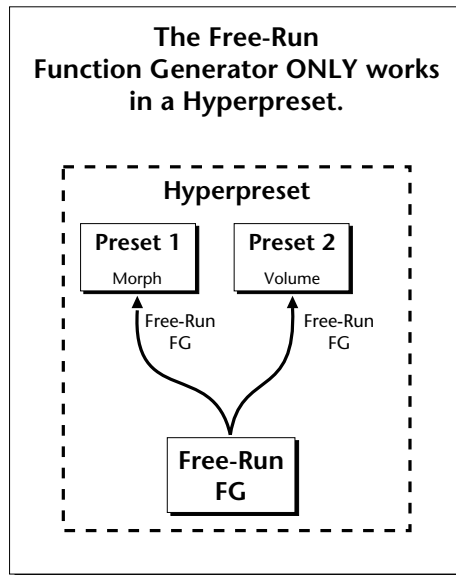 The Free-Run
Function Generator ONLY works
in a Hyperpreset.
Hyperpreset
Preset 1
Morph
Preset 2
Volume
Free-Run
FG
Free-Run
FG
Free-Run
FG